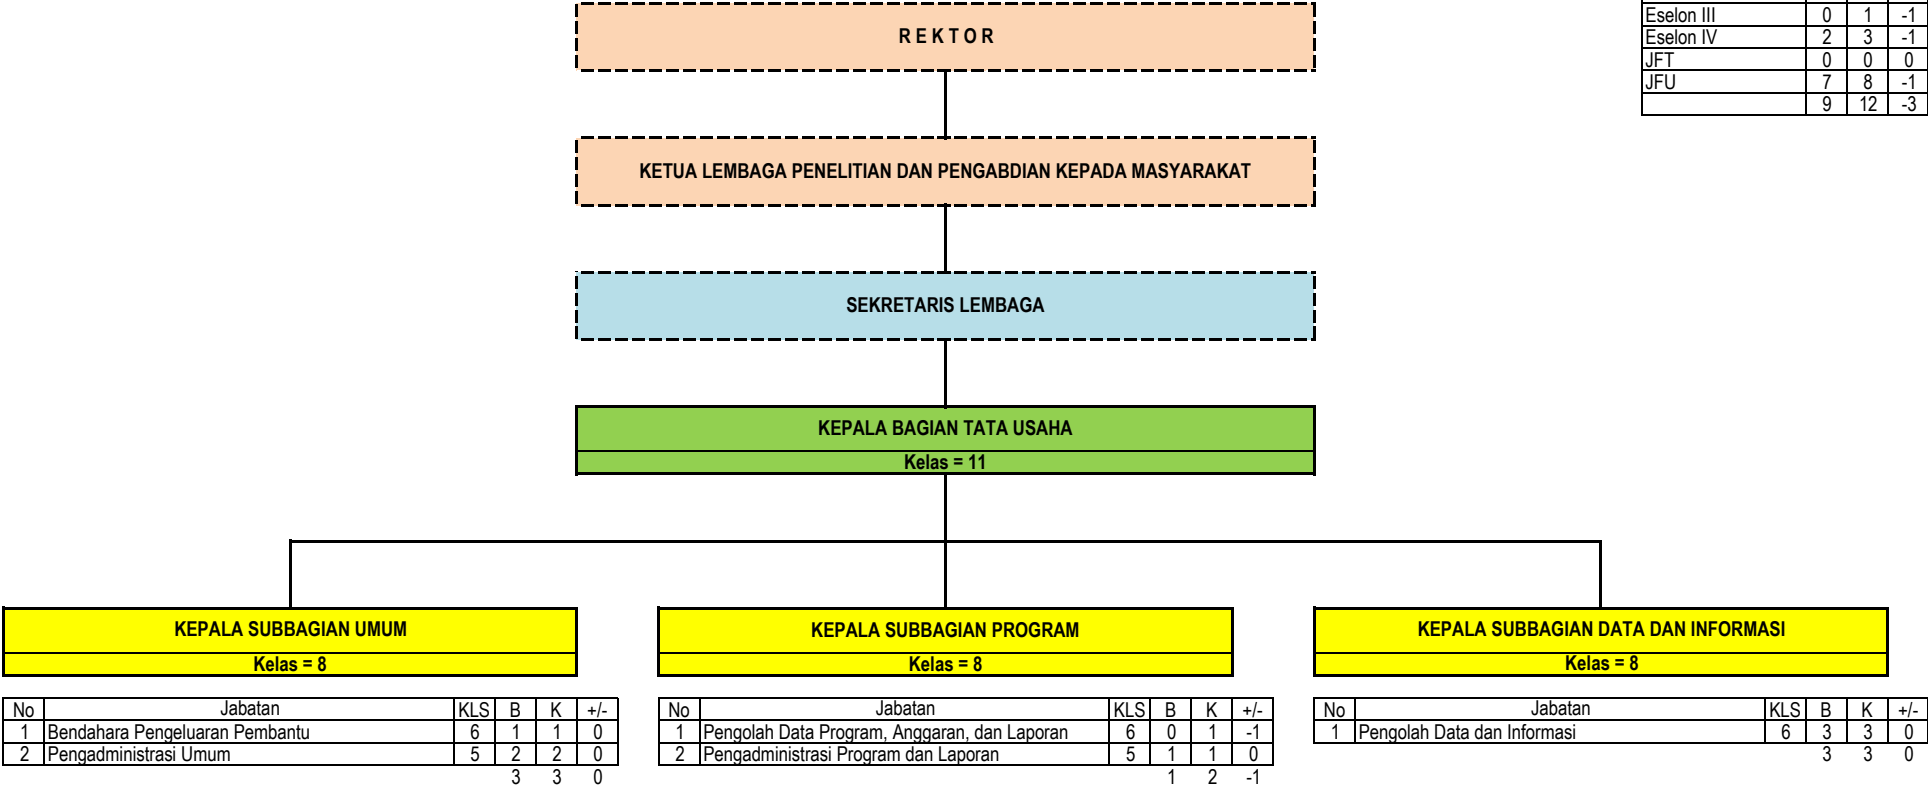 Eselon III 0 1 -1
R E K T O R
Eselon IV 2 3 -1
JFT 0 0 0
JFU 7 8 -1
9 12 -3
KETUA LEMBAGA PENELITIAN DAN PENGABDIAN KEPADA MASYARAKAT
SEKRETARIS LEMBAGA
KEPALA BAGIAN TATA USAHA
Kelas = 11
KEPALA SUBBAGIAN UMUM
Kelas = 8
No Jabatan KLS B K +/-
1 Bendahara Pengeluaran Pembantu 6 1 1 0
2 Pengadministrasi Umum 5 2 2 0
3 3 0
KEPALA SUBBAGIAN PROGRAM
Kelas = 8
No Jabatan KLS B K +/-
1 Pengolah Data Program, Anggaran, dan Laporan 6 0 1 -1
2 Pengadministrasi Program dan Laporan 5 1 1 0
1 2 -1
KEPALA SUBBAGIAN DATA DAN INFORMASI
Kelas = 8
No Jabatan KLS B K +/-
1 Pengolah Data dan Informasi 6 3 3 0
3 3 0